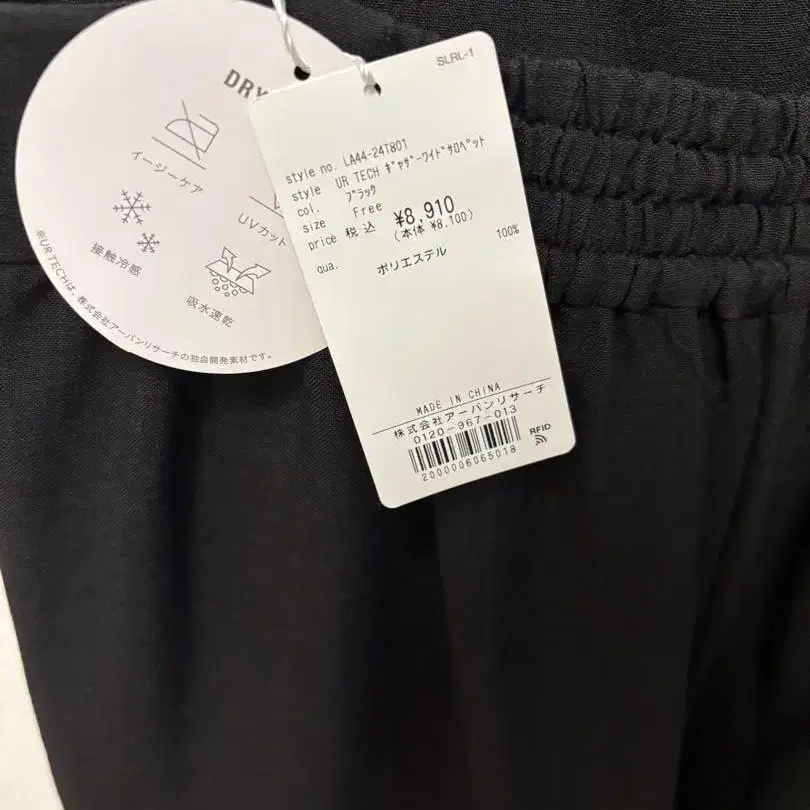 DRY
イージーケア
UVカット
接触冷感
吸水速乾
※UR TECHは、株式会社アーバンリサーチの独自開発素材です。
SLRL-1
style no. LA44-24T801
style UR TECH ギャザーワイドサロペット
col. ブラック
size Free
price 税込 ¥8,910
(本体 ¥8,100)
qua. ポリエステル 100%
MADE IN CHINA
株式会社アーバンリサーチ
0120-967-013
2000006065018
RFID